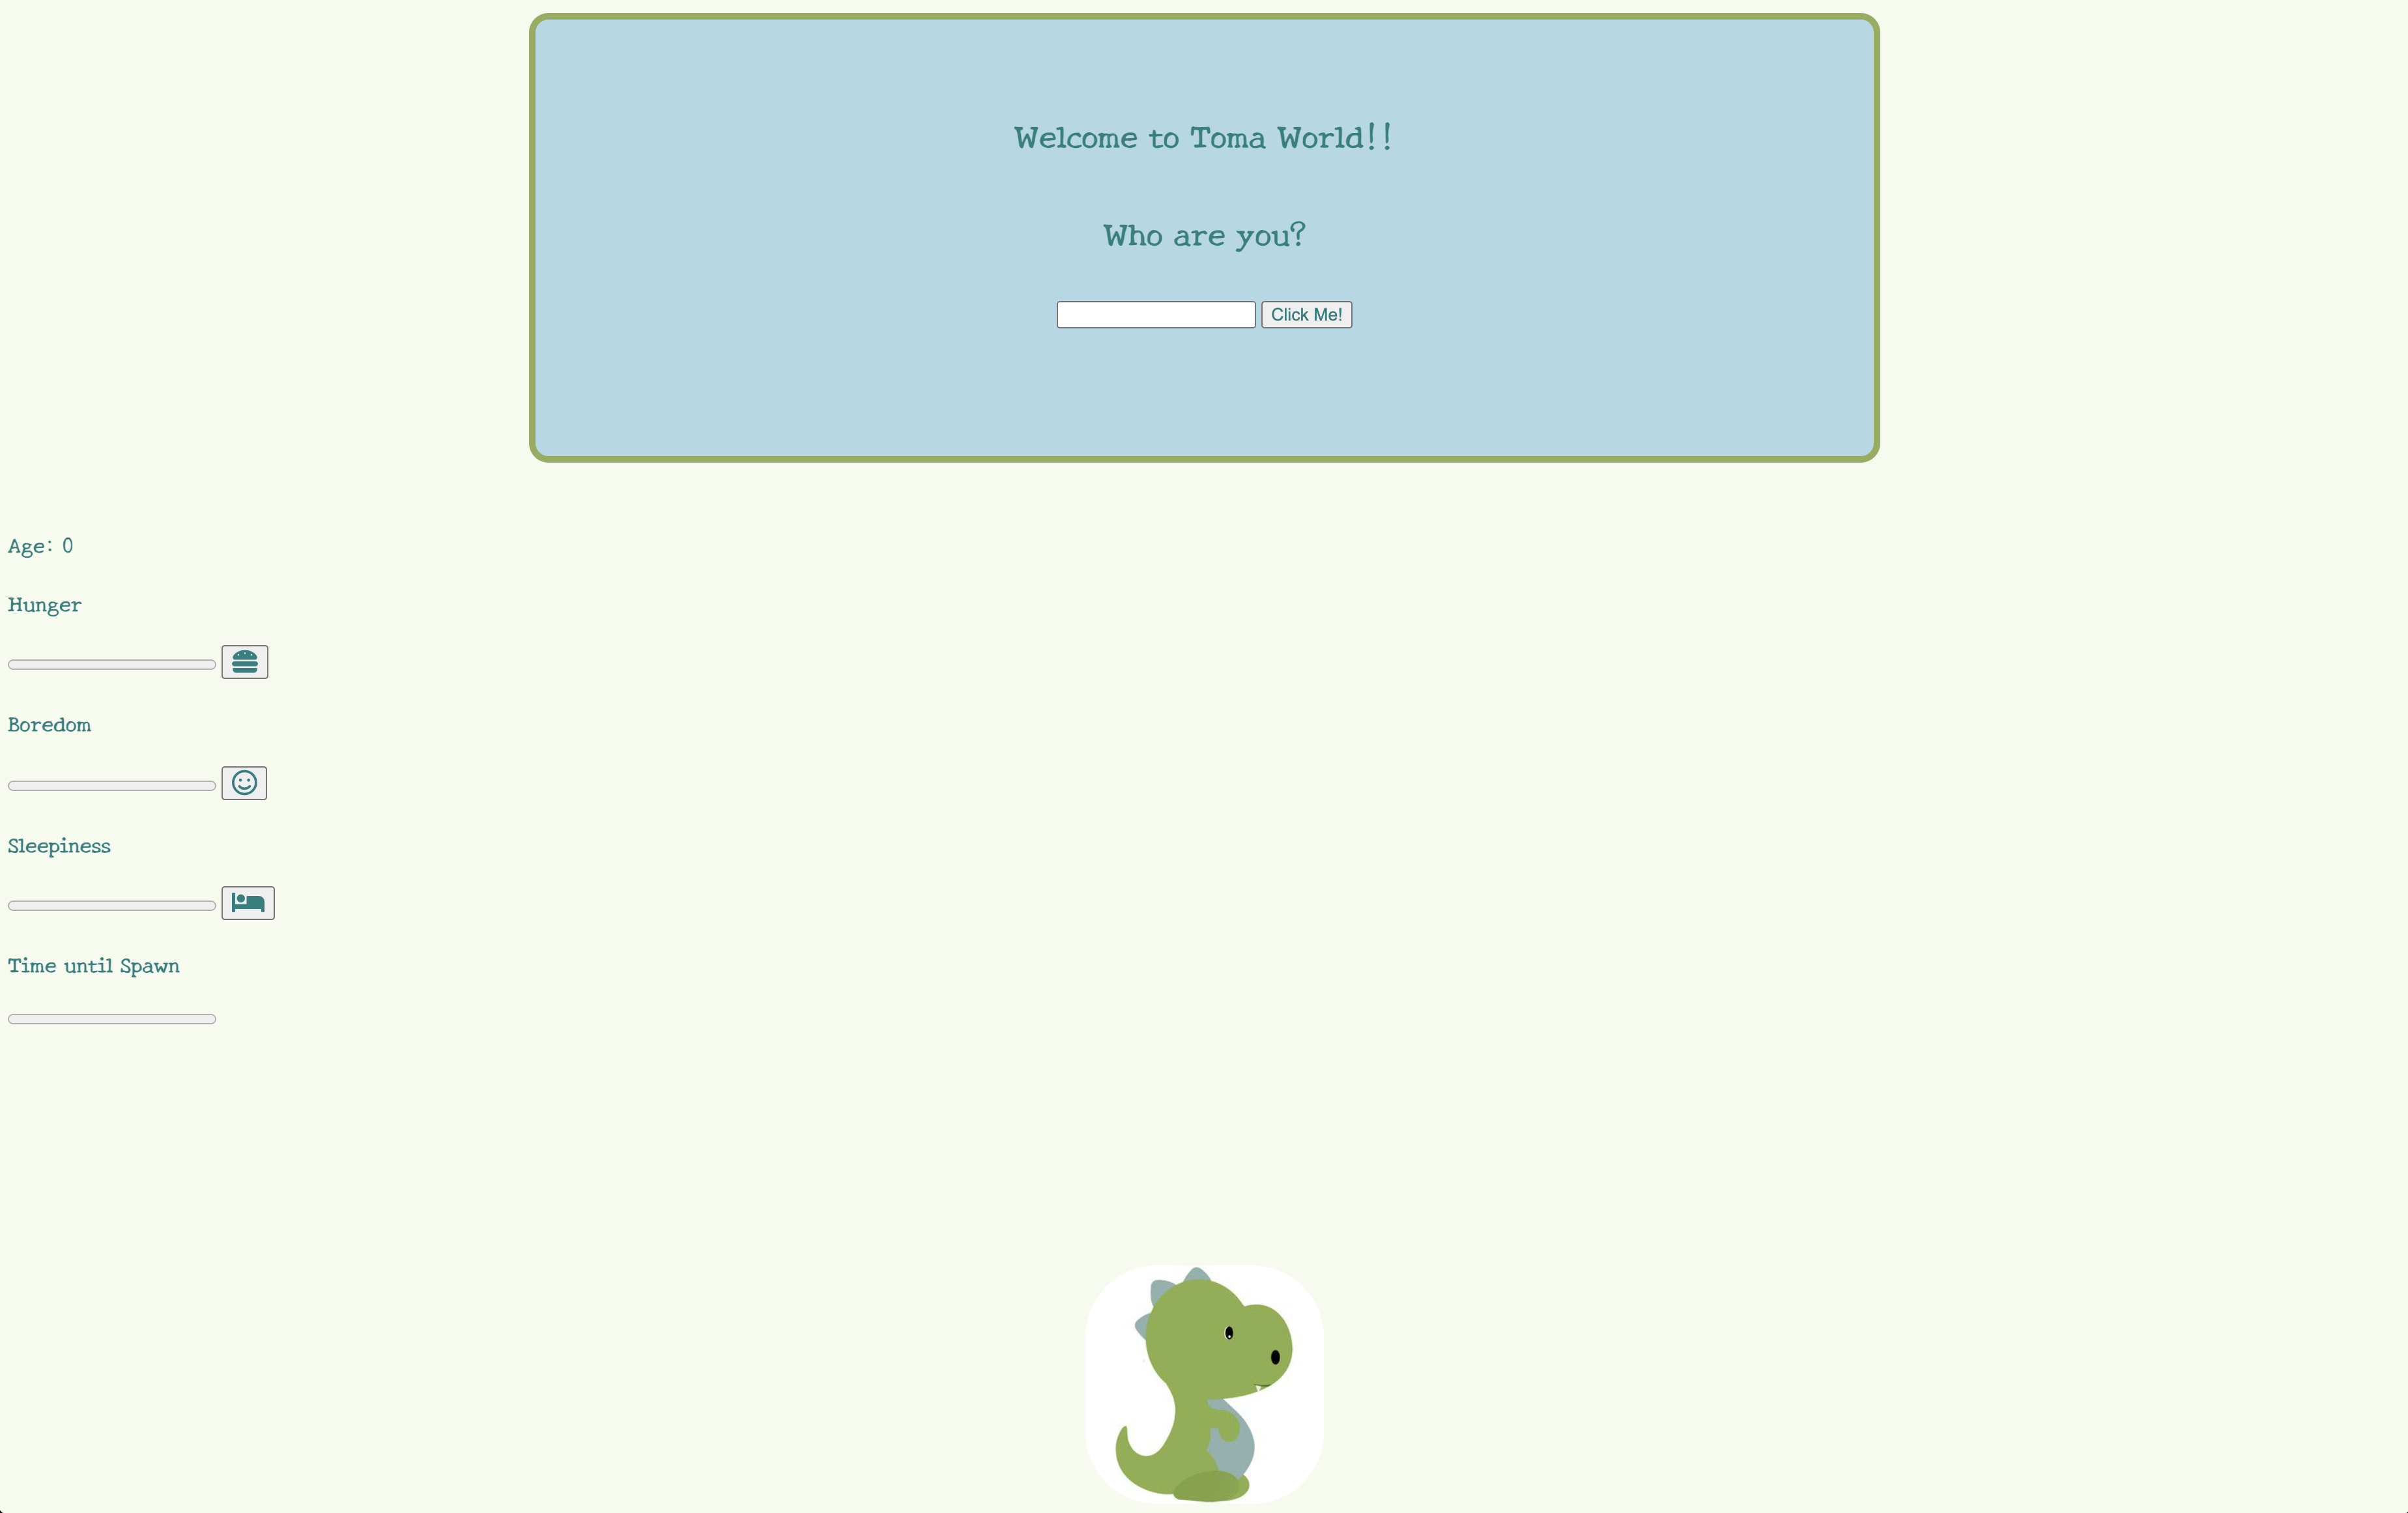 Welcome to Toma World!!
Who are you?
Click Me!
Age: 0
Hunger
Boredom
Sleepiness
Time until Spawn